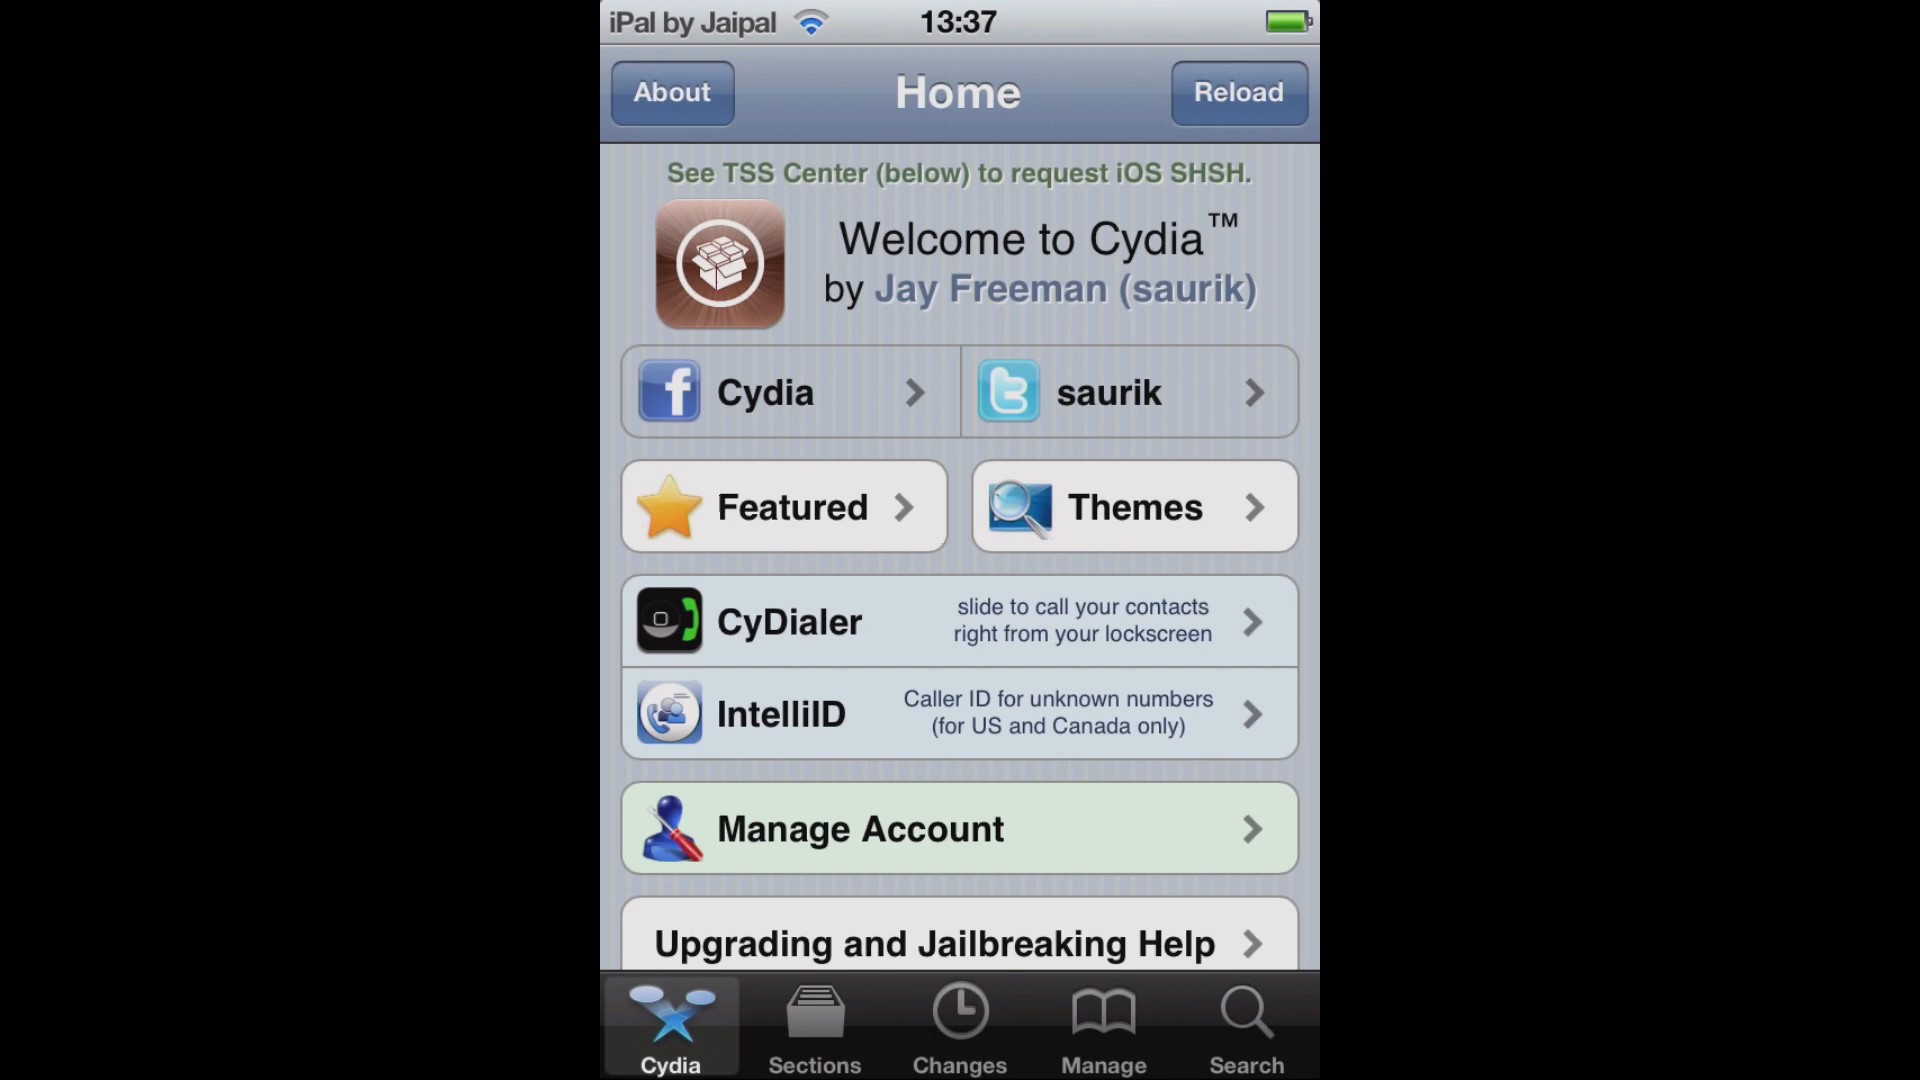 iPal by Jaipal 13:37
About Home Reload
See TSS Center (below) to request iOS SHSH.
Welcome to Cydia™
by Jay Freeman (saurik)
Cydia saurik
Featured Themes
CyDialer slide to call your contacts
right from your lockscreen
IntelliID Caller ID for unknown numbers
(for US and Canada only)
Manage Account
Upgrading and Jailbreaking Help
Cydia Sections Changes Manage Search